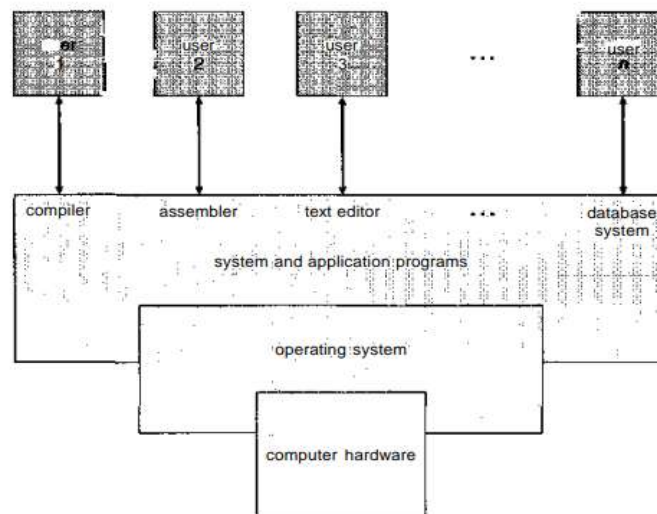 user
2
user
3
...
user
n
1
compiler
assembler
text editor
...
database
system
system and application programs
operating system
computer hardware